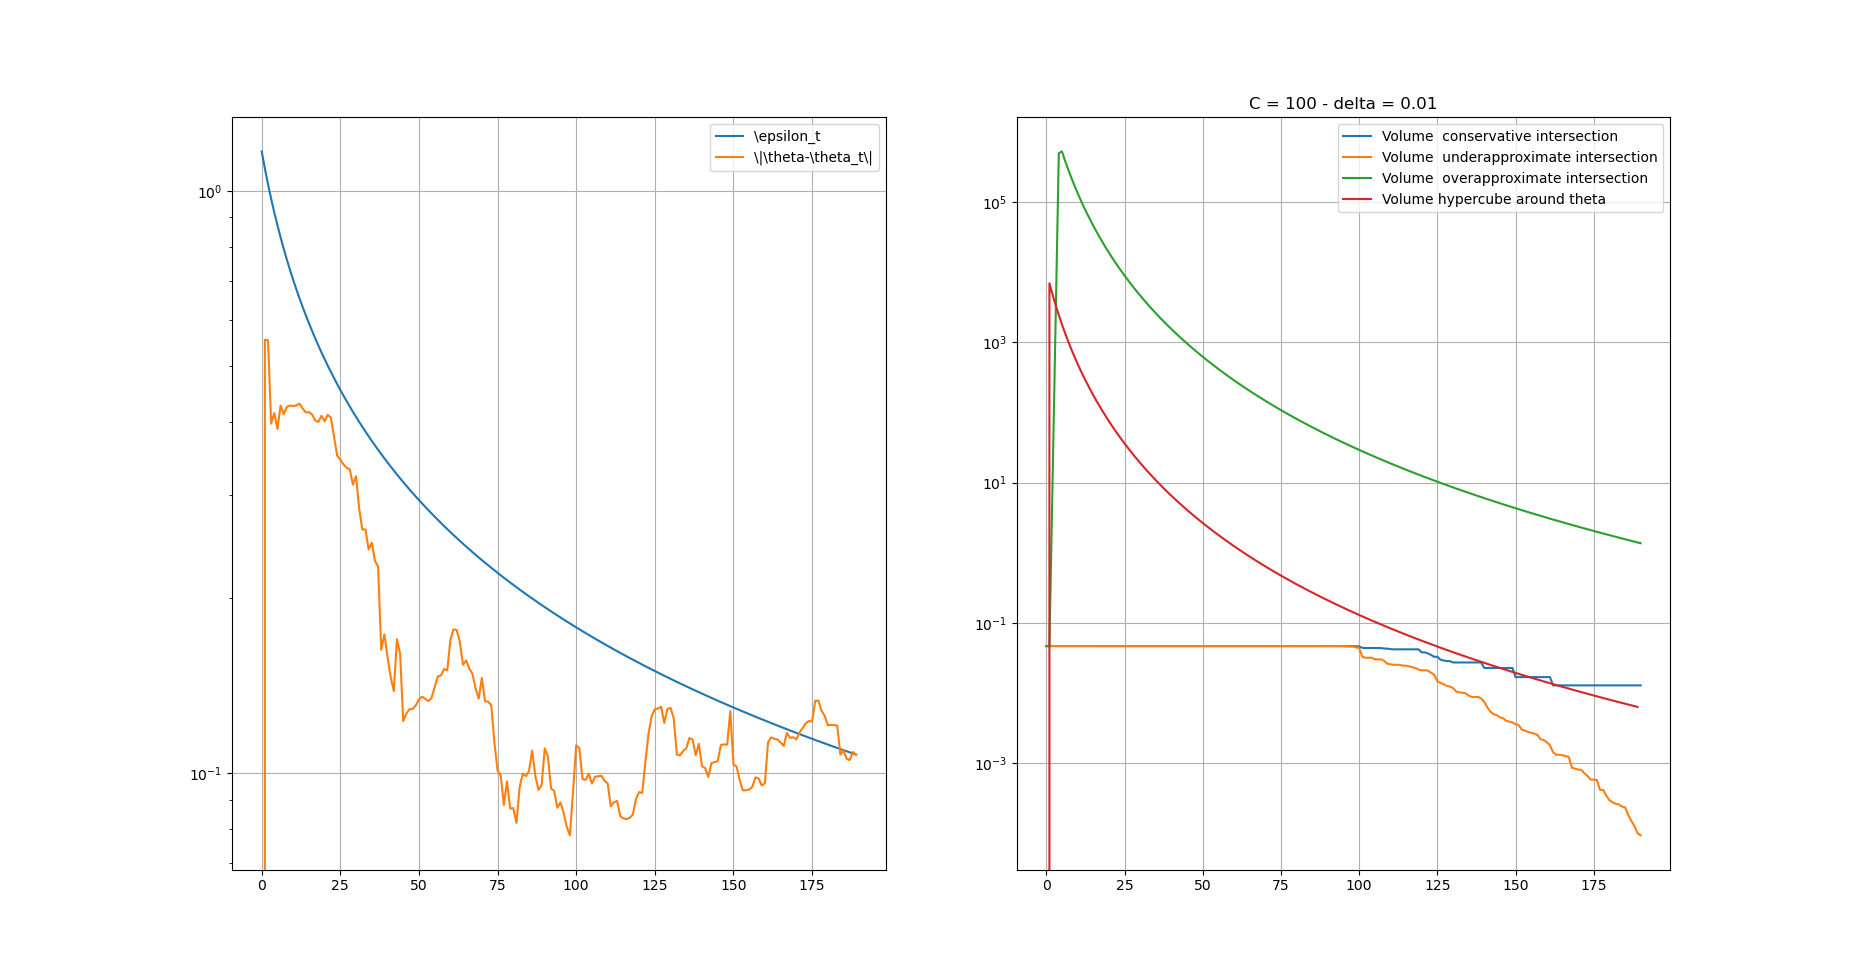 \epsilon_t
\|\theta-\theta_t\|
10^0
10^{-1}
0 25 50 75 100 125 150 175
C = 100 - delta = 0.01
Volume  conservative intersection
Volume  underapproximate intersection
Volume  overapproximate intersection
Volume hypercube around theta
10^5
10^3
10^1
10^{-1}
10^{-3}
0 25 50 75 100 125 150 175